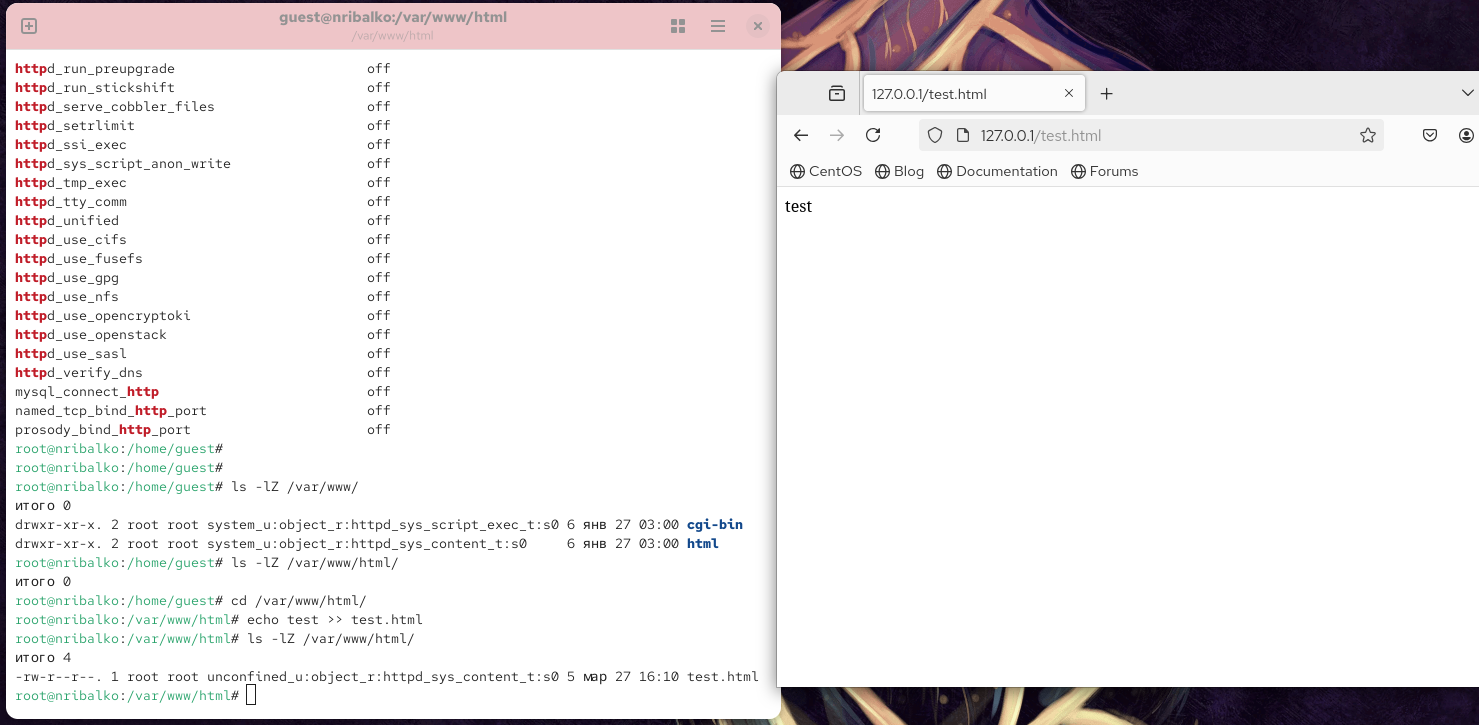 guest@nribalko:/var/www/html
/var/www/html
httpd_run_preupgrade off
httpd_run_stickshift off
httpd_serve_cobbler_files off
httpd_setrlimit off
httpd_ssi_exec off
httpd_sys_script_anon_write off
httpd_tmp_exec off
httpd_tty_comm off
httpd_unified off
httpd_use_cifs off
httpd_use_fusefs off
httpd_use_gpg off
httpd_use_nfs off
httpd_use_opencryptoki off
httpd_use_openstack off
httpd_use_sasl off
httpd_verify_dns off
mysql_connect_http off
named_tcp_bind_http_port off
prosody_bind_http_port off
root@nribalko:/home/guest#
root@nribalko:/home/guest#
root@nribalko:/home/guest# ls -lZ /var/www/
итого 0
drwxr-xr-x. 2 root root system_u:object_r:httpd_sys_script_exec_t:s0 6 янв 27 03:00 cgi-bin
drwxr-xr-x. 2 root root system_u:object_r:httpd_sys_content_t:s0 6 янв 27 03:00 html
root@nribalko:/home/guest# ls -lZ /var/www/html/
итого 0
root@nribalko:/home/guest# cd /var/www/html/
root@nribalko:/var/www/html# echo test >> test.html
root@nribalko:/var/www/html# ls -lZ /var/www/html/
итого 4
-rw-r--r--. 1 root root unconfined_u:object_r:httpd_sys_content_t:s0 5 мар 27 16:10 test.html
root@nribalko:/var/www/html#
127.0.0.1/test.html
127.0.0.1/test.html
CentOS Blog Documentation Forums
test